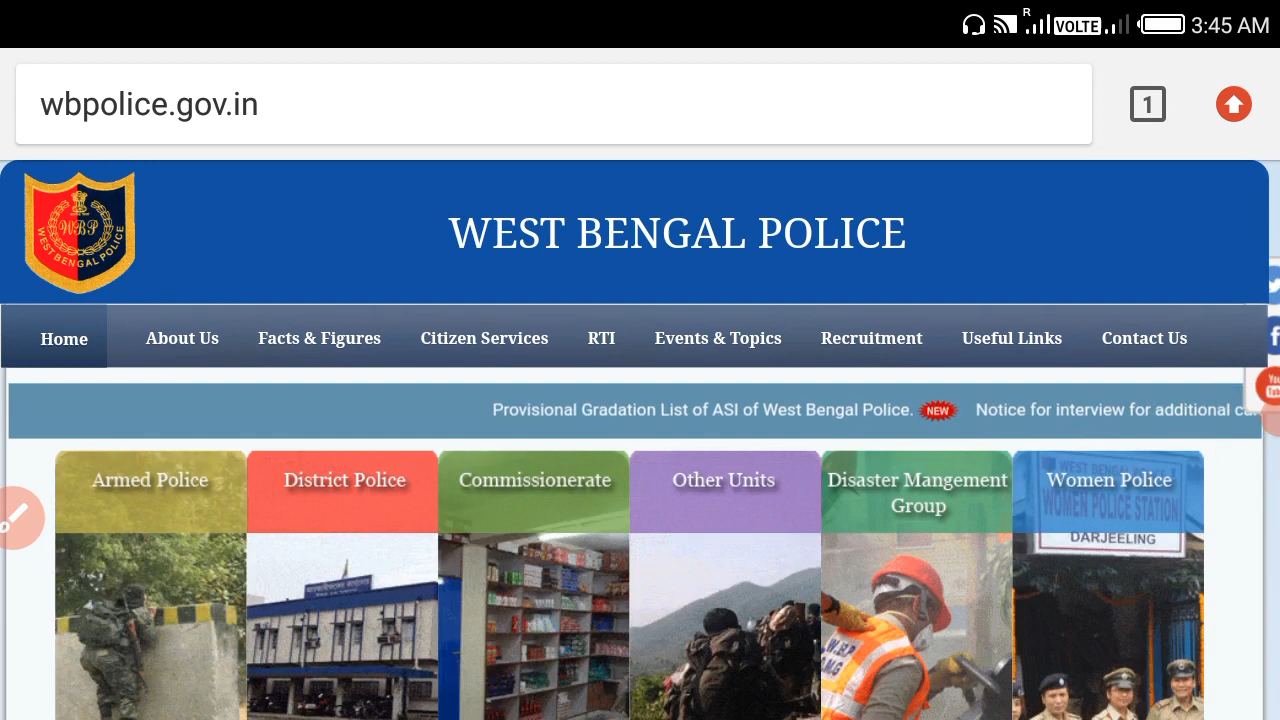 R
VOLTE
3:45 AM
wbpolice.gov.in
1
WBP
WEST BENGAL POLICE
WEST BENGAL POLICE
Home
About Us
Facts & Figures
Citizen Services
RTI
Events & Topics
Recruitment
Useful Links
Contact Us
You
Provisional Gradation List of ASI of West Bengal Police. NEW Notice for interview for additional
Armed Police
District Police
Commissionerate
Other Units
Disaster Mangement
Group
Women Police
WEST BENGAL
WOMEN POLICE STATION
DARJEELING